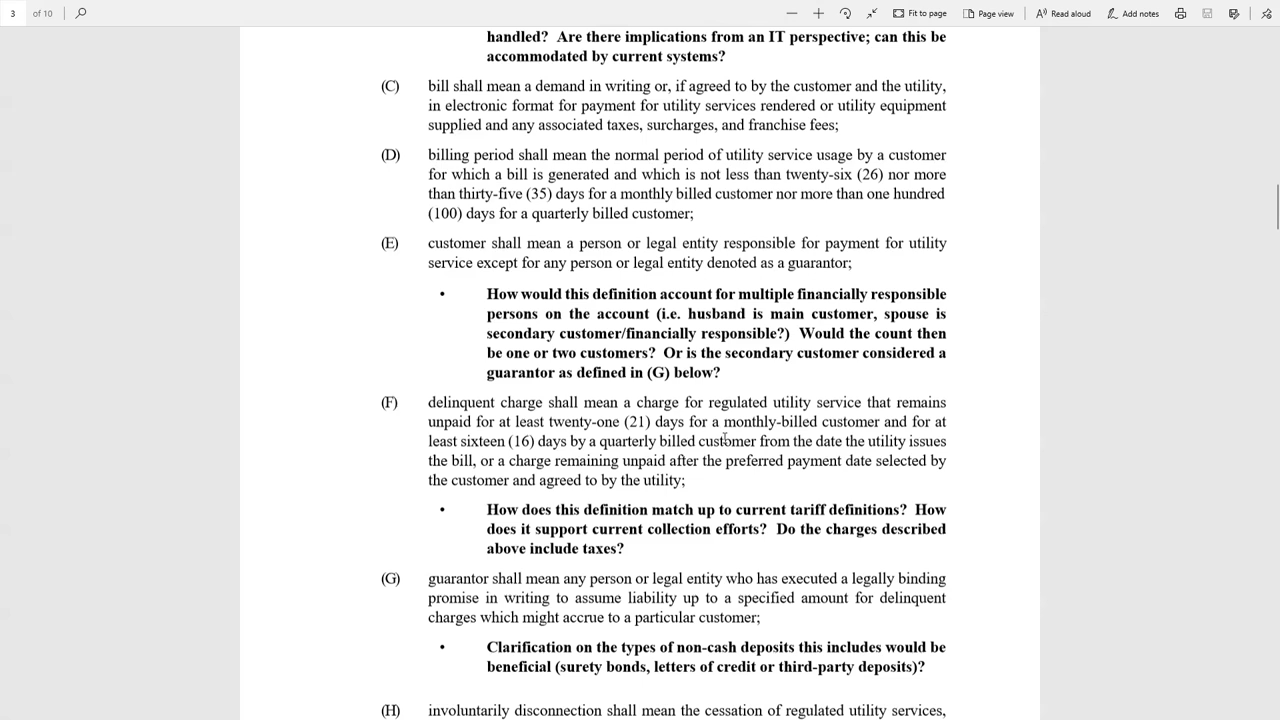 3 of 10 Fit to page Page view Read aloud Add notes
handled? Are there implications from an IT perspective; can this be
accommodated by current systems?
(C) bill shall mean a demand in writing or, if agreed to by the customer and the utility,
in electronic format for payment for utility services rendered or utility equipment
supplied and any associated taxes, surcharges, and franchise fees;
(D) billing period shall mean the normal period of utility service usage by a customer
for which a bill is generated and which is not less than twenty-six (26) nor more
than thirty-five (35) days for a monthly billed customer nor more than one hundred
(100) days for a quarterly billed customer;
(E) customer shall mean a person or legal entity responsible for payment for utility
service except for any person or legal entity denoted as a guarantor;
• How would this definition account for multiple financially responsible
persons on the account (i.e. husband is main customer, spouse is
secondary customer/financially responsible?) Would the count then
be one or two customers? Or is the secondary customer considered a
guarantor as defined in (G) below?
(F) delinquent charge shall mean a charge for regulated utility service that remains
unpaid for at least twenty-one (21) days for a monthly-billed customer and for at
least sixteen (16) days by a quarterly billed customer from the date the utility issues
the bill, or a charge remaining unpaid after the preferred payment date selected by
the customer and agreed to by the utility;
• How does this definition match up to current tariff definitions? How
does it support current collection efforts? Do the charges described
above include taxes?
(G) guarantor shall mean any person or legal entity who has executed a legally binding
promise in writing to assume liability up to a specified amount for delinquent
charges which might accrue to a particular customer;
• Clarification on the types of non-cash deposits this includes would be
beneficial (surety bonds, letters of credit or third-party deposits)?
(H) involuntarily disconnection shall mean the cessation of regulated utility services,